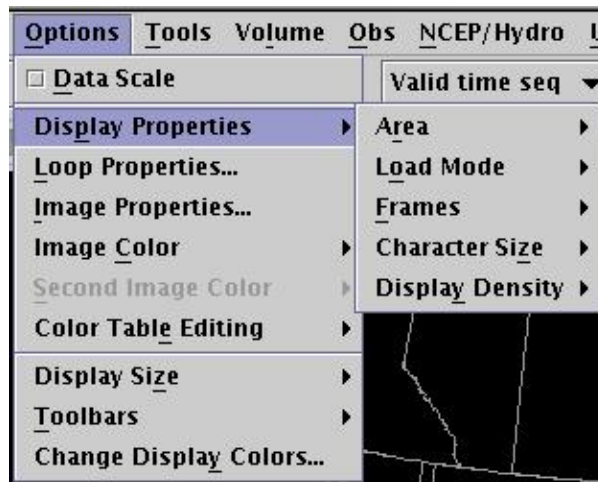 Options Tools Volume Obs NCEP/Hydro
Data Scale
Valid time seq
Display Properties
Loop Properties...
Image Properties...
Image Color
Second Image Color
Color Table Editing
Display Size
Toolbars
Change Display Colors...
Area
Load Mode
Frames
Character Size
Display Density